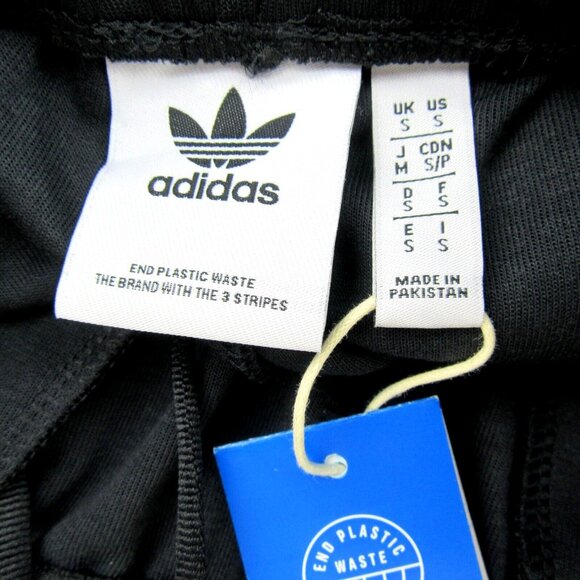 adidas
END PLASTIC WASTE
THE BRAND WITH THE 3 STRIPES
UK US
S S
J CDN
M S/P
D F
S S
E I
S S
MADE IN
PAKISTAN
END PLASTIC
WASTE